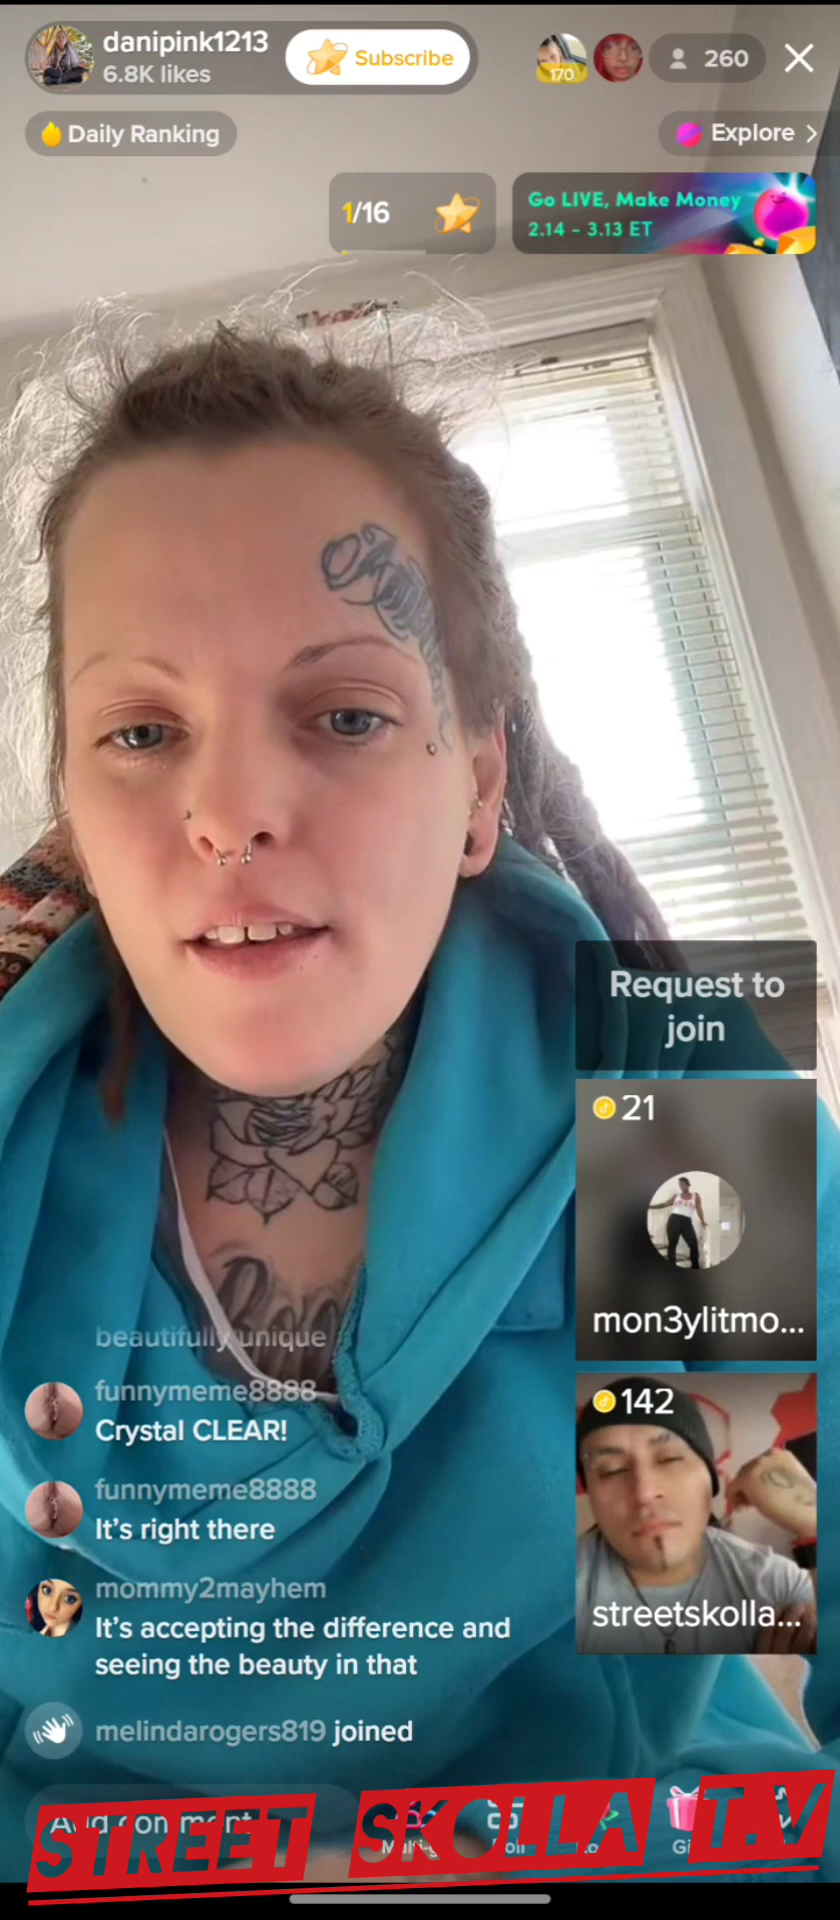 danipink1213
6.8K likes
Subscribe
170
260
Daily Ranking
Explore >
1/16
Go LIVE, Make Money
2.14 - 3.13 ET
Request to
join
21
mon3ylitmo...
142
streetskolla...
beautifully unique
funnymeme8888
Crystal CLEAR!
funnymeme8888
It's right there
mommy2mayhem
It's accepting the difference and
seeing the beauty in that
melindarogers819 joined
Add comment
STREET SKOLLA T.V